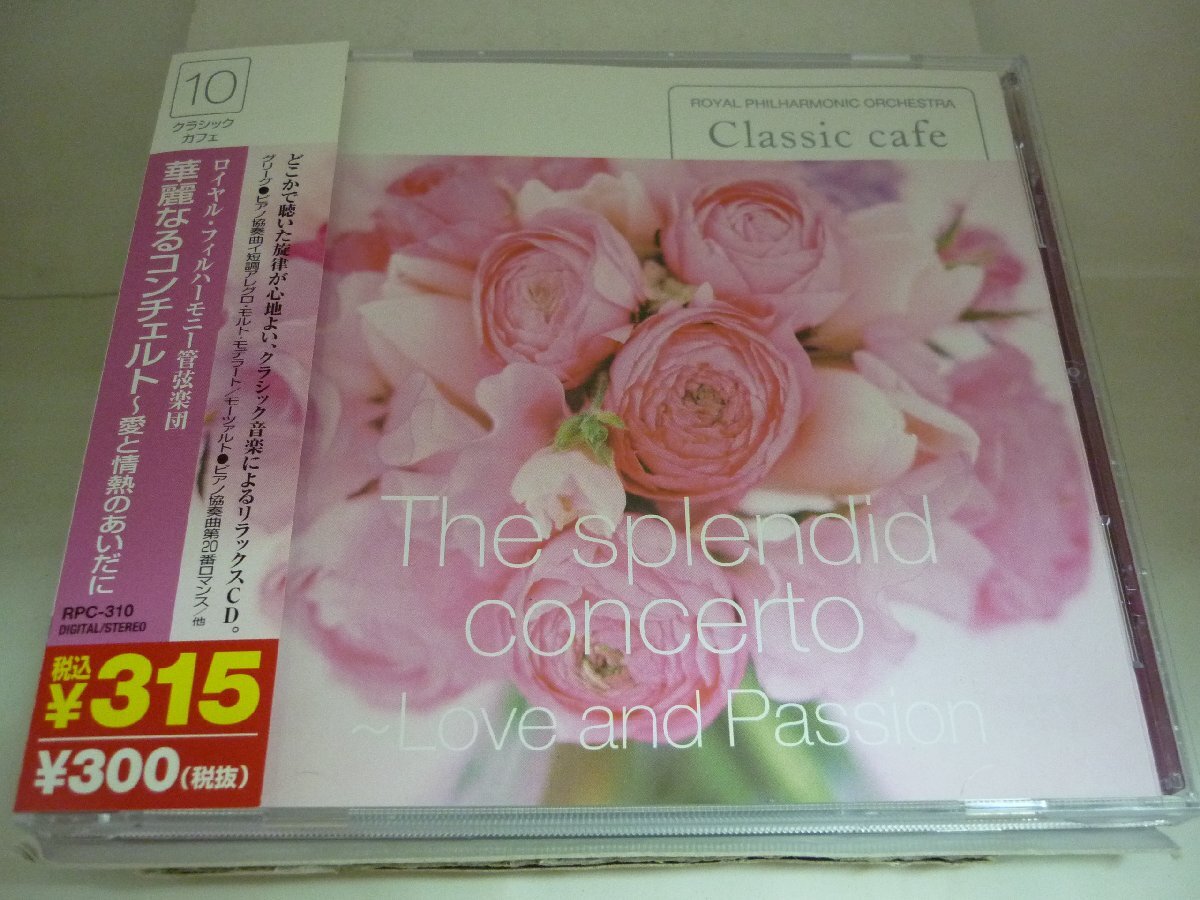 10
クラシック
カフェ
どこかで聴いた旋律が心地よい、クラシック音楽によるリラックスCD。
グリーグ●ピアノ協奏曲イ短調アレグロ・モルト・モデラート／モーツァルト●ピアノ協奏曲第20番ロマンス／他
ロイヤル・フィルハーモニー管弦楽団
華麗なるコンチェルト〜愛と情熱のあいだに
RPC-310
DIGITAL/STEREO
税込
¥315
¥300(税抜)
ROYAL PHILHARMONIC ORCHESTRA
Classic cafe
The splendid
concerto
~Love and Passion